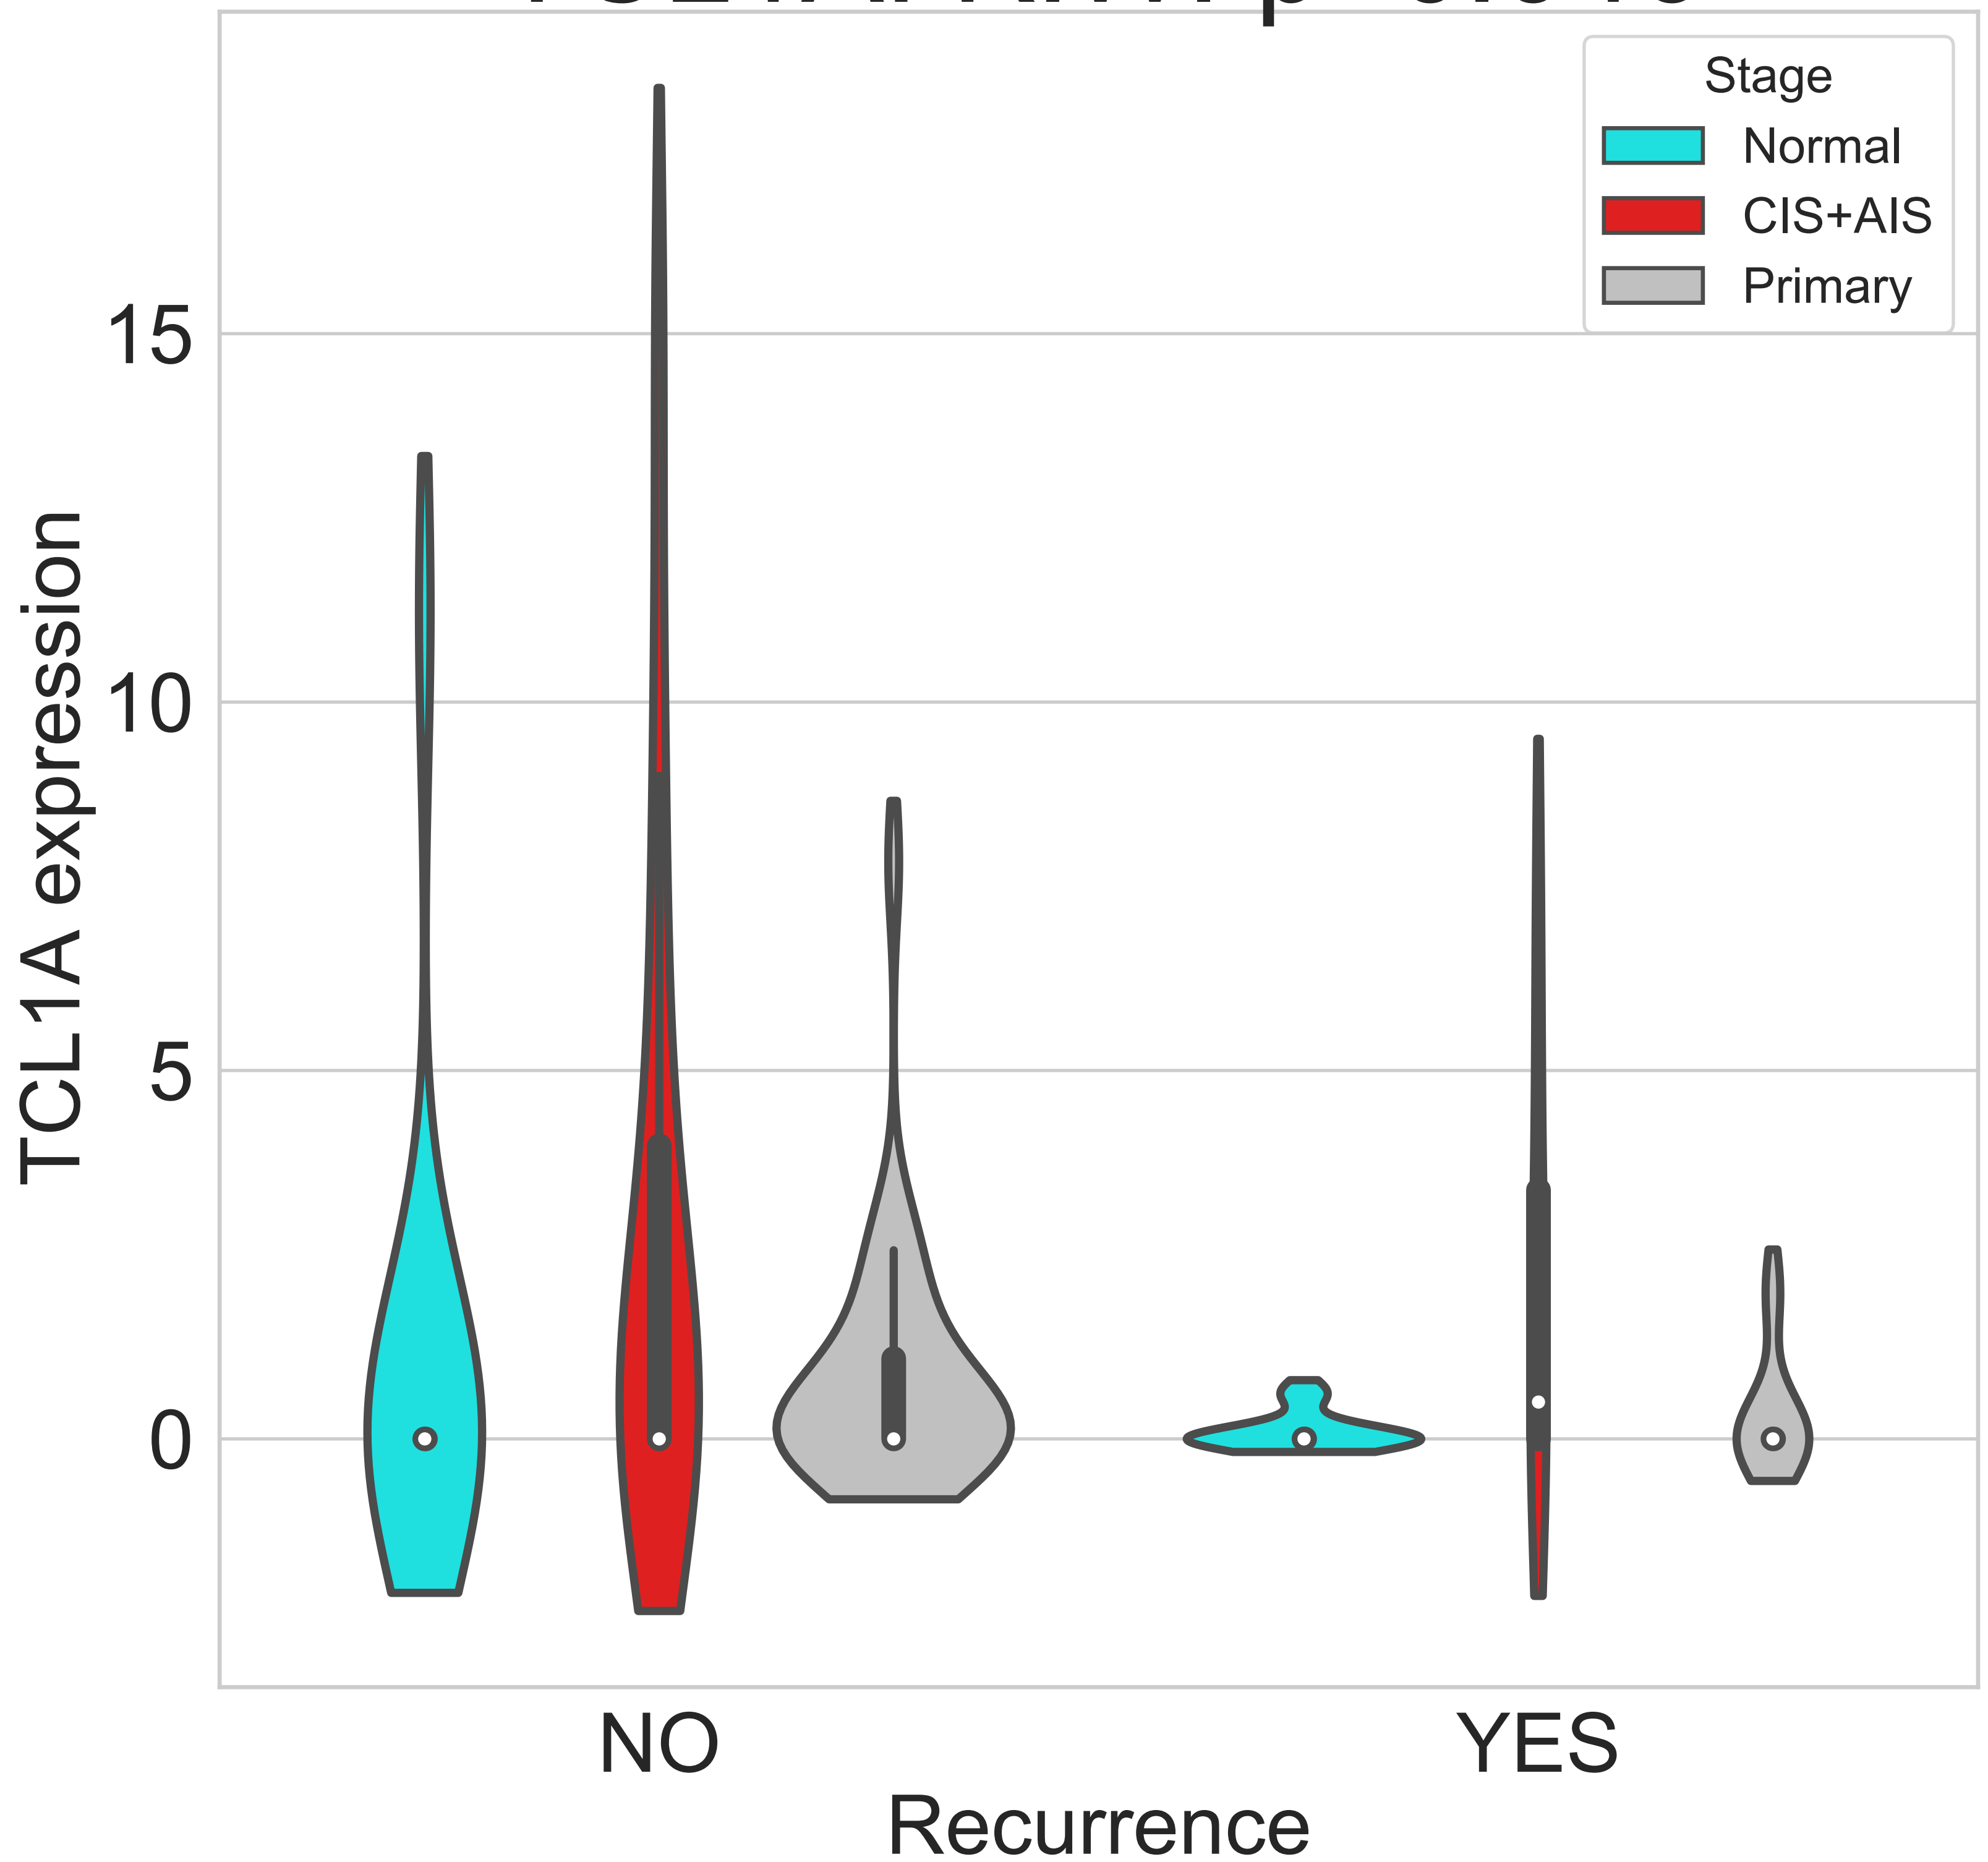 Stage
Normal
CIS+AIS
Primary
15
10
5
0
TCL1A expression
NO
YES
Recurrence